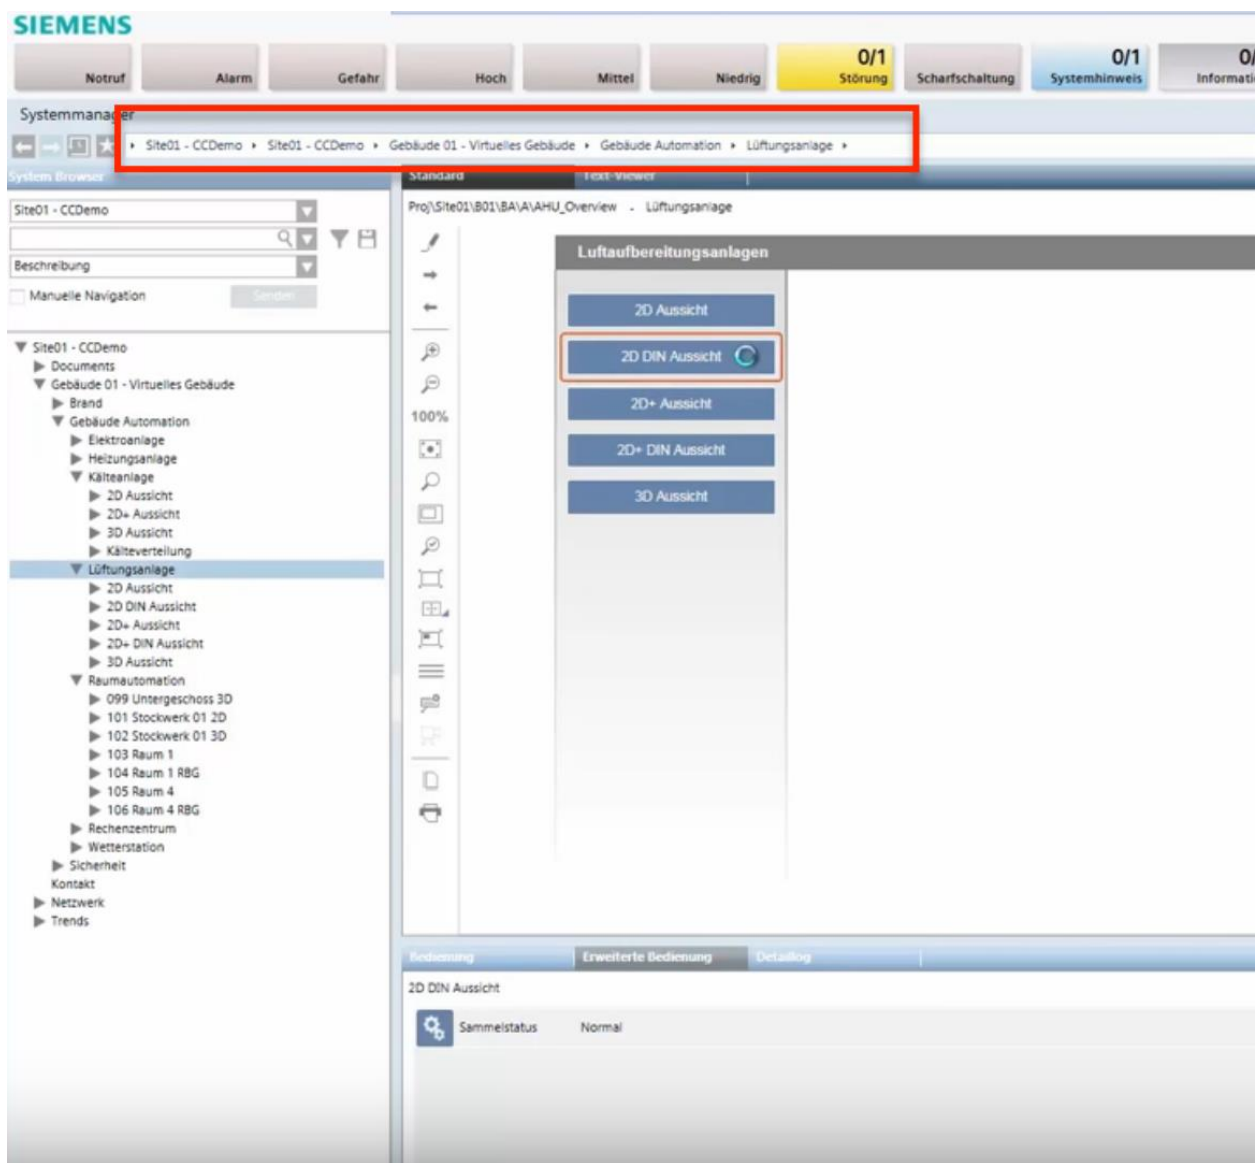 SIEMENS
Notruf
Alarm
Gefahr
Hoch
Mittel
Niedrig
0/1
Störung
Scharfschaltung
0/1
Systemhinweis
0/
Informati
Systemmanager
Site01 - CCDemo Site01 - CCDemo Gebäude 01 - Virtuelles Gebäude Gebäude Automation Lüftungsanlage
System Browser
Site01 - CCDemo
Beschreibung
Manuelle Navigation
Senden
Site01 - CCDemo
Documents
Gebäude 01 - Virtuelles Gebäude
Brand
Gebäude Automation
Elektroanlage
Heizungsanlage
Kälteanlage
2D Aussicht
2D+ Aussicht
3D Aussicht
Kälteverteilung
Lüftungsanlage
2D Aussicht
2D DIN Aussicht
2D+ Aussicht
2D+ DIN Aussicht
3D Aussicht
Raumautomation
099 Untergeschoss 3D
101 Stockwerk 01 2D
102 Stockwerk 01 3D
103 Raum 1
104 Raum 1 RBG
105 Raum 4
106 Raum 4 RBG
Rechenzentrum
Wetterstation
Sicherheit
Kontakt
Netzwerk
Trends
Standard
Text-Viewer
Proj\Site01\B01\BA\A\AHU_Overview - Lüftungsanlage
100%
Luftaufbereitungsanlagen
2D Aussicht
2D DIN Aussicht
2D+ Aussicht
2D+ DIN Aussicht
3D Aussicht
Bedienung
Erweiterte Bedienung
Detaillog
2D DIN Aussicht
Sammelstatus Normal